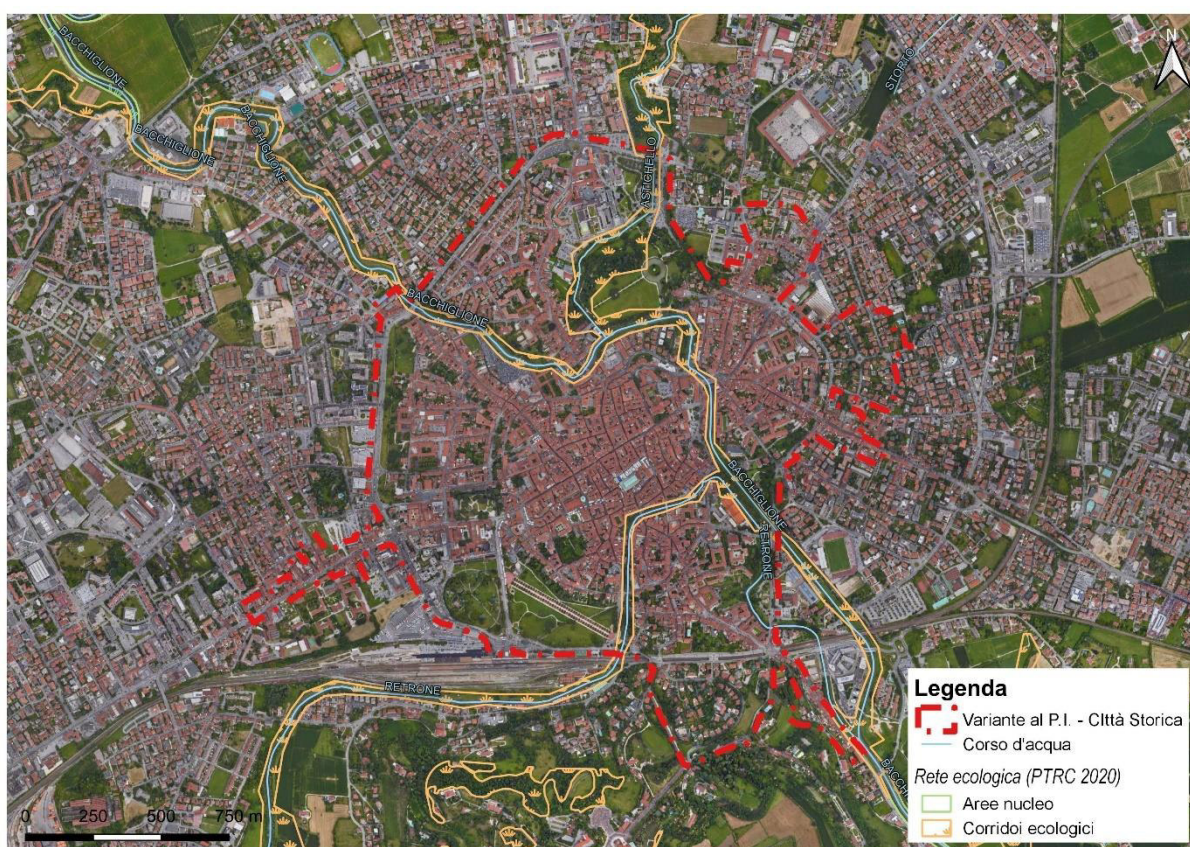 BACCHIGLIONE
BACCHIGLIONE
BACCHIGLIONE
ASTICHELLO
STORTO
N
BACCHIGLIONE
BACCHIGLIONE
RETRONE
RETRONE
Legenda
Variante al P.I. - CIttà Storica
Corso d'acqua
Rete ecologica (PTRC 2020)
Aree nucleo
Corridoi ecologici
0 250 500 750 m